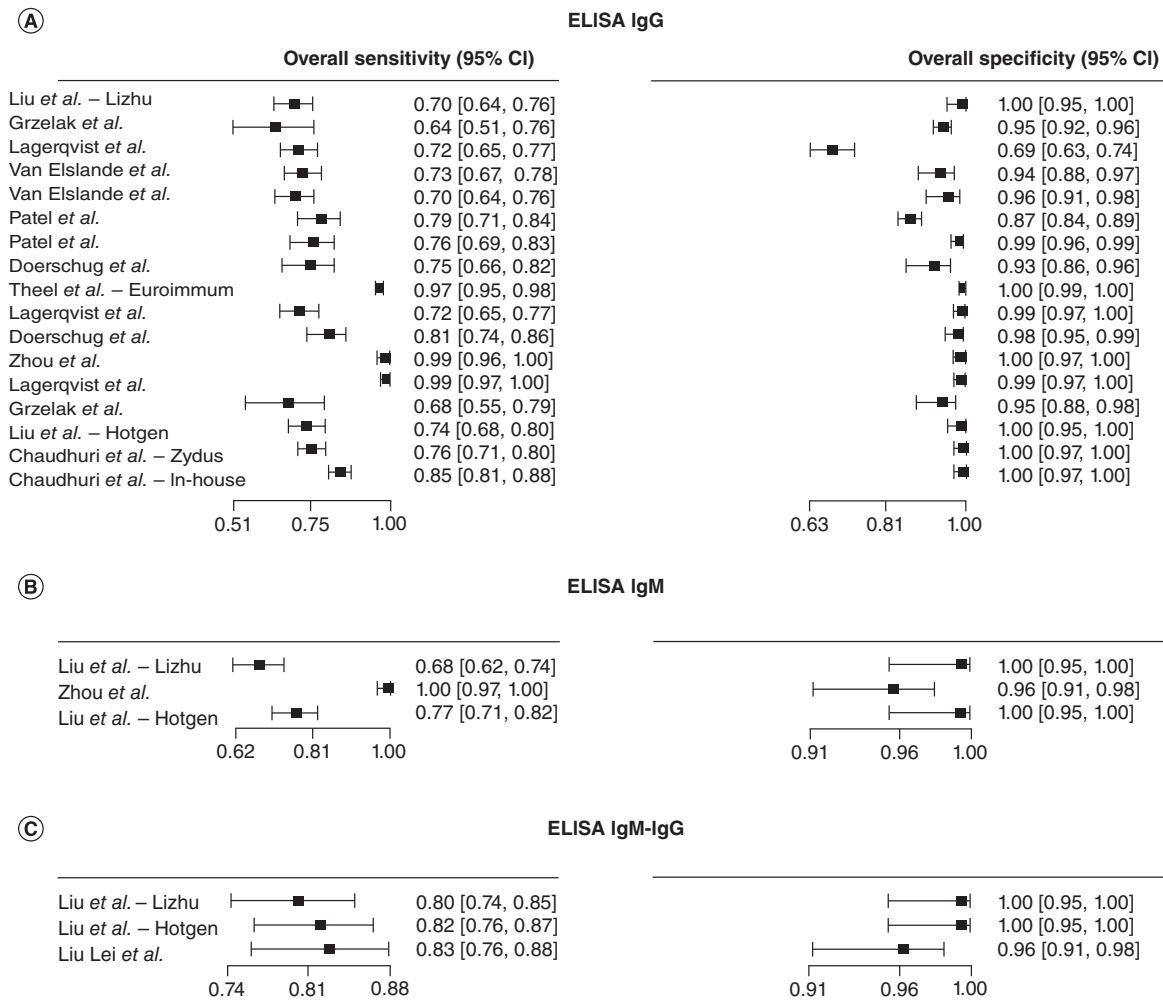 A
ELISA IgG
Overall sensitivity (95% CI) Overall specificity (95% CI)
Liu et al. – Lizhu 0.70 [0.64, 0.76] 1.00 [0.95, 1.00]
Grzelak et al. 0.64 [0.51, 0.76] 0.95 [0.92, 0.96]
Lagerqvist et al. 0.72 [0.65, 0.77] 0.69 [0.63, 0.74]
Van Elslande et al. 0.73 [0.67, 0.78] 0.94 [0.88, 0.97]
Van Elslande et al. 0.70 [0.64, 0.76] 0.96 [0.91, 0.98]
Patel et al. 0.79 [0.71, 0.84] 0.87 [0.84, 0.89]
Patel et al. 0.76 [0.69, 0.83] 0.99 [0.96, 0.99]
Doerschug et al. 0.75 [0.66, 0.82] 0.93 [0.86, 0.96]
Theel et al. – Euroimmum 0.97 [0.95, 0.98] 1.00 [0.99, 1.00]
Lagerqvist et al. 0.72 [0.65, 0.77] 0.99 [0.97, 1.00]
Doerschug et al. 0.81 [0.74, 0.86] 0.98 [0.95, 0.99]
Zhou et al. 0.99 [0.96, 1.00] 1.00 [0.97, 1.00]
Lagerqvist et al. 0.99 [0.97, 1.00] 0.99 [0.97, 1.00]
Grzelak et al. 0.68 [0.55, 0.79] 0.95 [0.88, 0.98]
Liu et al. – Hotgen 0.74 [0.68, 0.80] 1.00 [0.95, 1.00]
Chaudhuri et al. – Zydus 0.76 [0.71, 0.80] 1.00 [0.97, 1.00]
Chaudhuri et al. – In-house 0.85 [0.81, 0.88] 1.00 [0.97, 1.00]
0.51 0.75 1.00 0.63 0.81 1.00
B
ELISA IgM
Liu et al. – Lizhu 0.68 [0.62, 0.74] 1.00 [0.95, 1.00]
Zhou et al. 1.00 [0.97, 1.00] 0.96 [0.91, 0.98]
Liu et al. – Hotgen 0.77 [0.71, 0.82] 1.00 [0.95, 1.00]
0.62 0.81 1.00 0.91 0.96 1.00
C
ELISA IgM-IgG
Liu et al. – Lizhu 0.80 [0.74, 0.85] 1.00 [0.95, 1.00]
Liu et al. – Hotgen 0.82 [0.76, 0.87] 1.00 [0.95, 1.00]
Liu Lei et al. 0.83 [0.76, 0.88] 0.96 [0.91, 0.98]
0.74 0.81 0.88 0.91 0.96 1.00